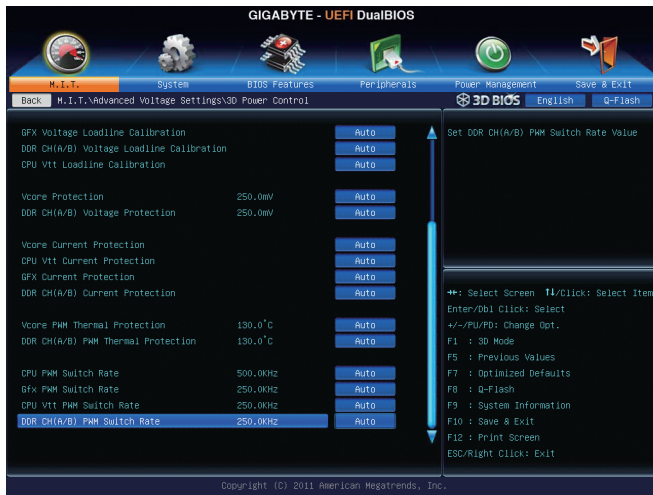 GIGABYTE - UEFI DualBIOS
M.I.T. System BIOS Features Peripherals Power Management Save & Exit
Back M.I.T.\Advanced Voltage Settings\3D Power Control 3D BIOS English Q-Flash
GFX Voltage Loadline Calibration Auto
DDR CH(A/B) Voltage Loadline Calibration Auto
CPU Vtt Loadline Calibration Auto
Vcore Protection 250.0mV Auto
DDR CH(A/B) Voltage Protection 250.0mV Auto
Vcore Current Protection Auto
CPU Vtt Current Protection Auto
GFX Current Protection Auto
DDR CH(A/B) Current Protection Auto
Vcore PWM Thermal Protection 130.0°C Auto
DDR CH(A/B) PWM Thermal Protection 130.0°C Auto
CPU PWM Switch Rate 500.0KHz Auto
Gfx PWM Switch Rate 250.0KHz Auto
CPU Vtt PWM Switch Rate 250.0KHz Auto
DDR CH(A/B) PWM Switch Rate 250.0KHz Auto
Set DDR CH(A/B) PWM Switch Rate Value
→←: Select Screen ↑↓/Click: Select Item
Enter/Dbl Click: Select
+/-/PU/PD: Change Opt.
F1 : 3D Mode
F5 : Previous Values
F7 : Optimized Defaults
F8 : Q-Flash
F9 : System Information
F10 : Save & Exit
F12 : Print Screen
ESC/Right Click: Exit
Copyright (C) 2011 American Megatrends, Inc.